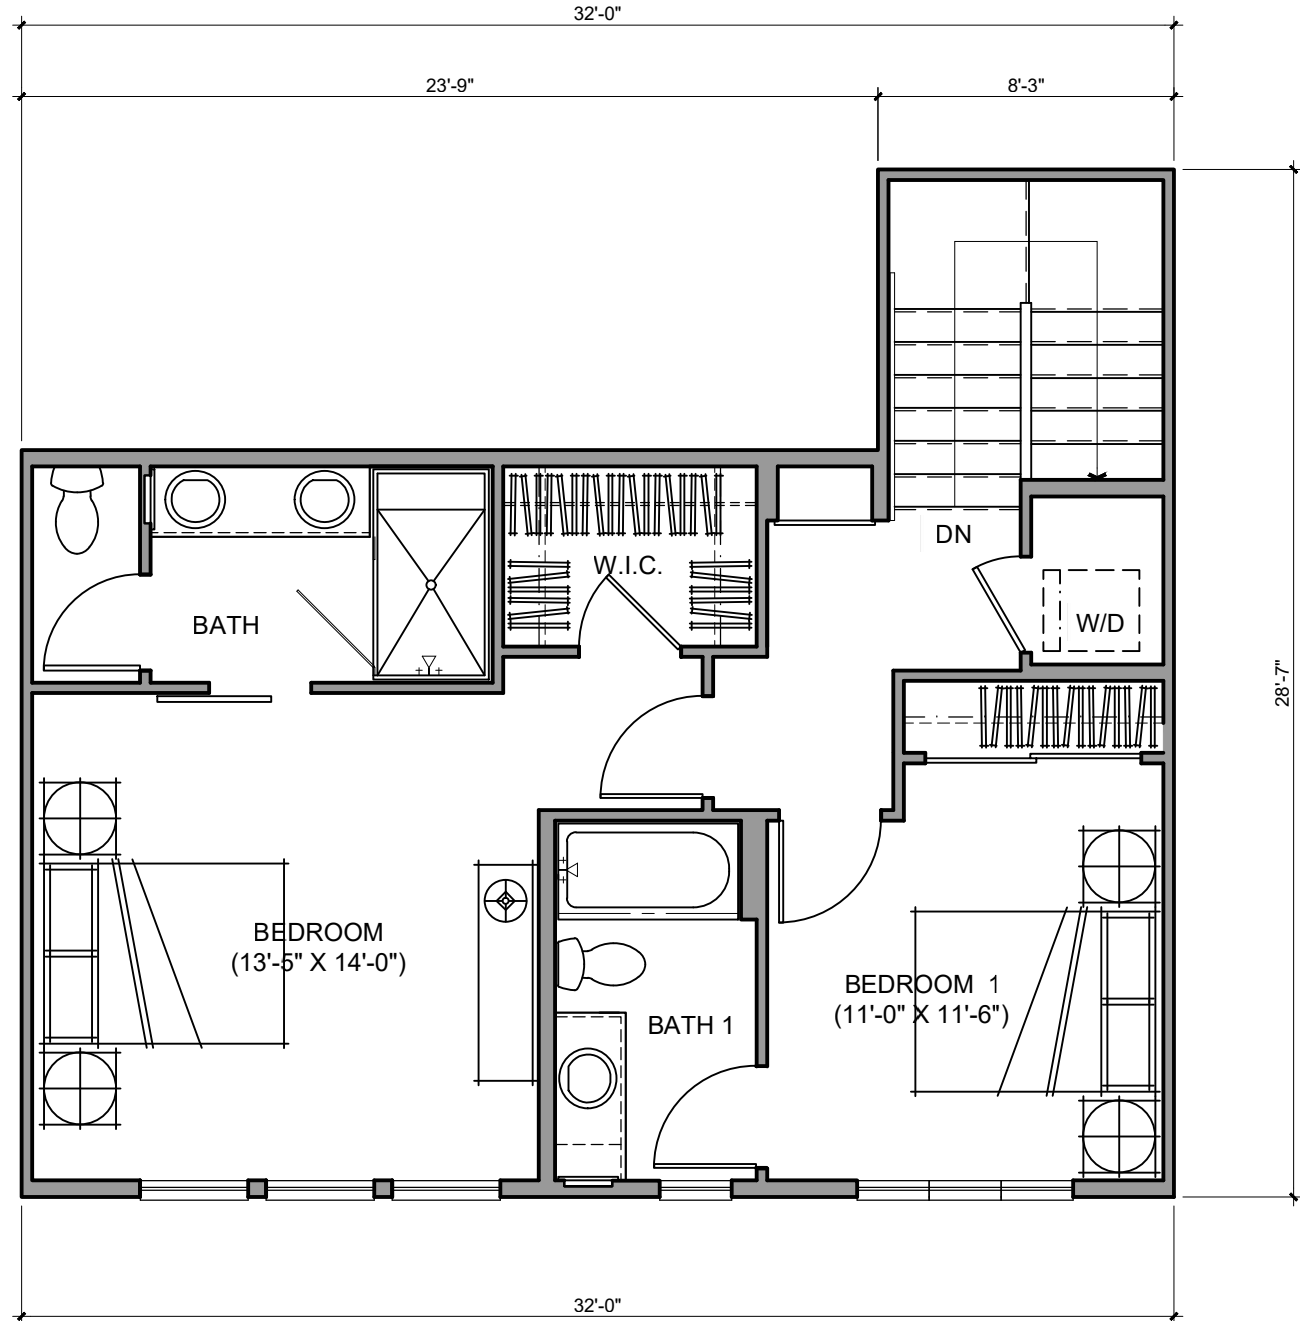 32'-0"
23'-9"
8'-3"
DN
W.I.C.
BATH
W/D
28'-7"
BEDROOM
(13'-5" X 14'-0")
BEDROOM 1
(11'-0" X 11'-6")
BATH 1
32'-0"